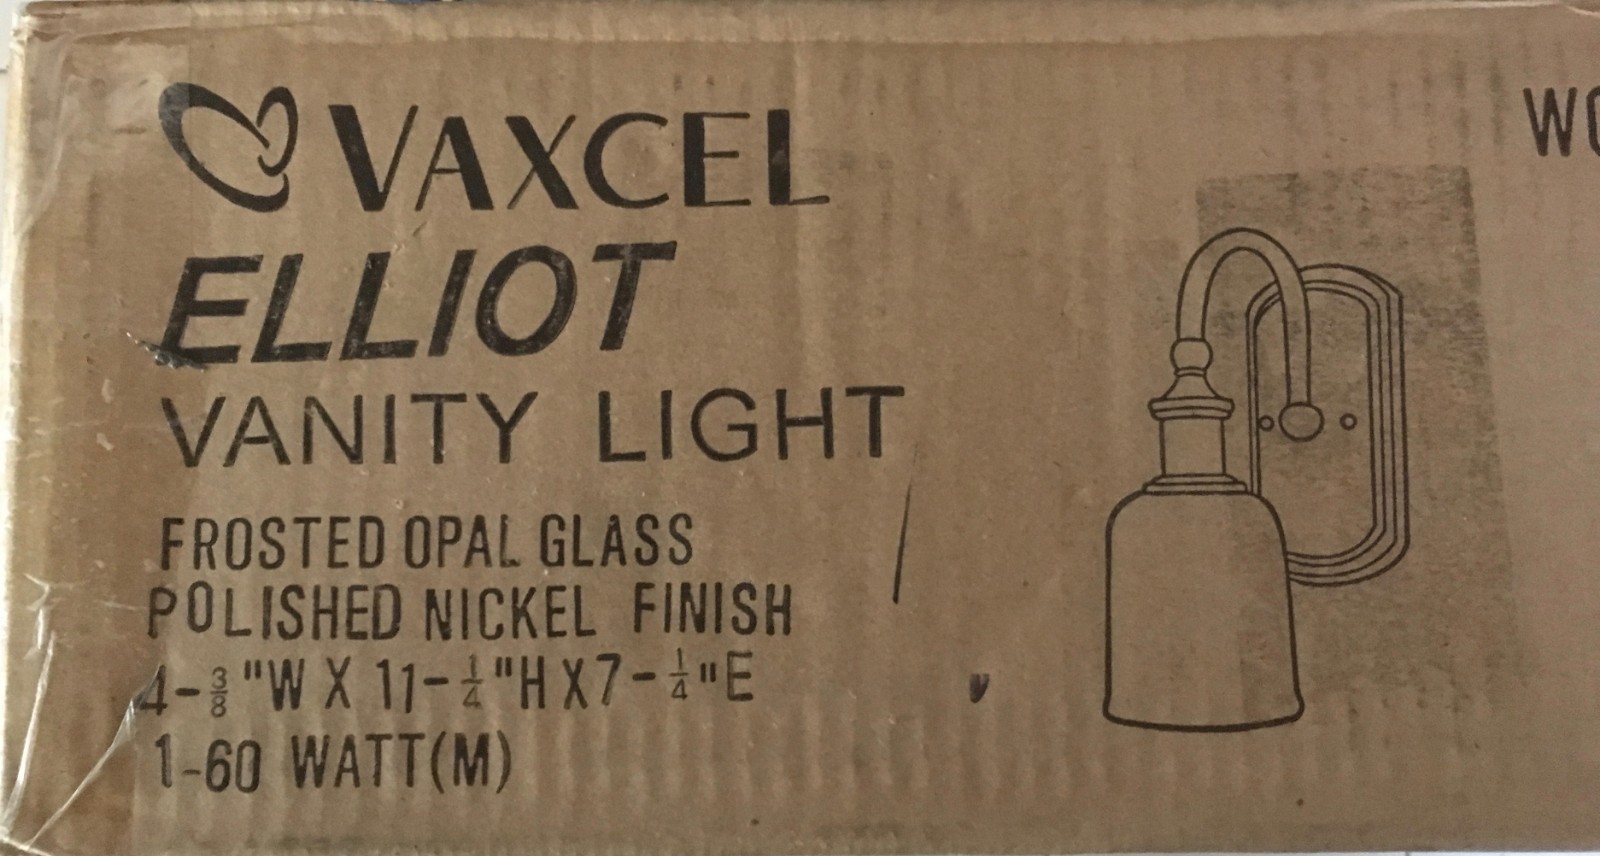 VAXCEL
ELLIOT
VANITY LIGHT
FROSTED OPAL GLASS
POLISHED NICKEL FINISH
4-3/8"W X 11-1/4"H X 7-1/4"E
1-60 WATT(M)